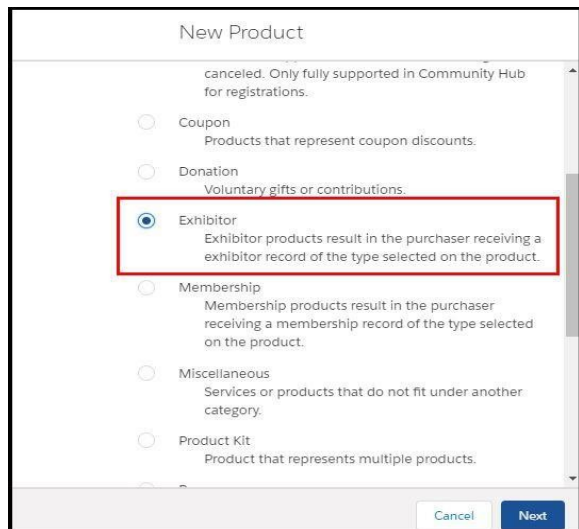 New Product
canceled. Only fully supported in Community Hub
for registrations.
Coupon
Products that represent coupon discounts.
Donation
Voluntary gifts or contributions.
Exhibitor
Exhibitor products result in the purchaser receiving a
exhibitor record of the type selected on the product.
Membership
Membership products result in the purchaser
receiving a membership record of the type selected
on the product.
Miscellaneous
Services or products that do not fit under another
category.
Product Kit
Product that represents multiple products.
Cancel
Next